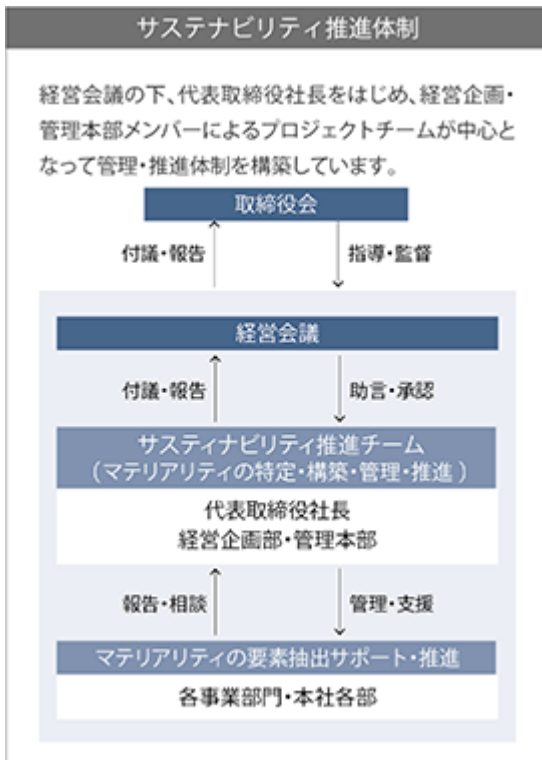 サステナビリティ推進体制
経営会議の下、代表取締役社長をはじめ、経営企画・
管理本部メンバーによるプロジェクトチームが中心と
なって管理・推進体制を構築しています。
取締役会
付議・報告
指導・監督
経営会議
付議・報告
助言・承認
サスティナビリティ推進チーム
（マテリアリティの特定・構築・管理・推進）
代表取締役社長
経営企画部・管理本部
報告・相談
管理・支援
マテリアリティの要素抽出サポート・推進
各事業部門・本社各部